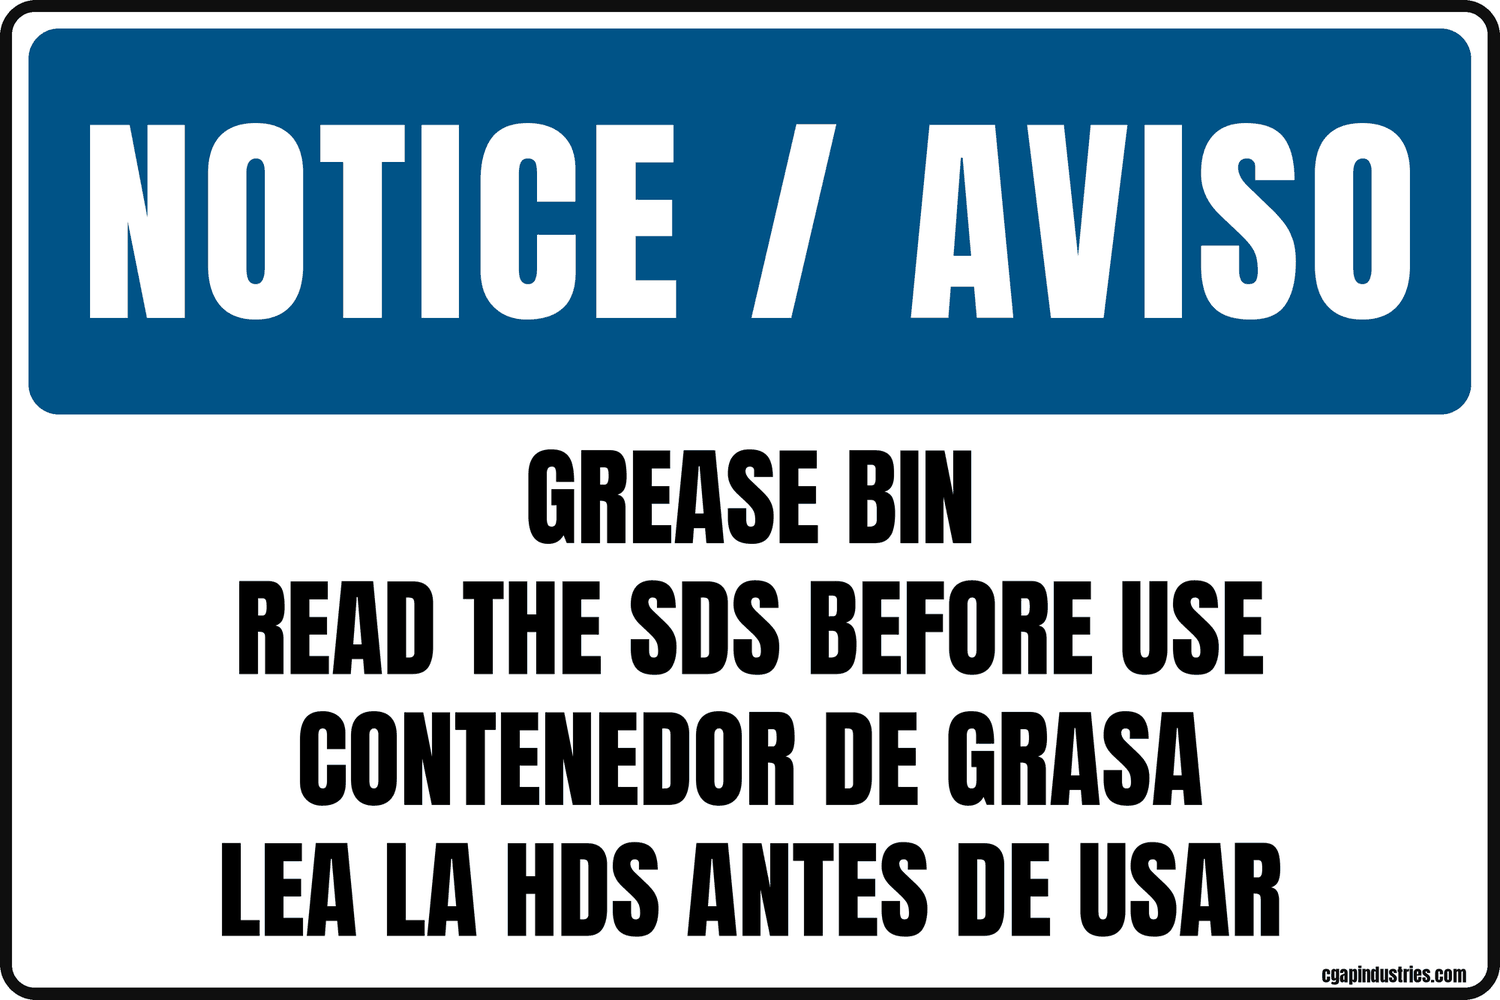 NOTICE / AVISO
GREASE BIN
READ THE SDS BEFORE USE
CONTENEDOR DE GRASA
LEA LA HDS ANTES DE USAR
cgapindustries.com